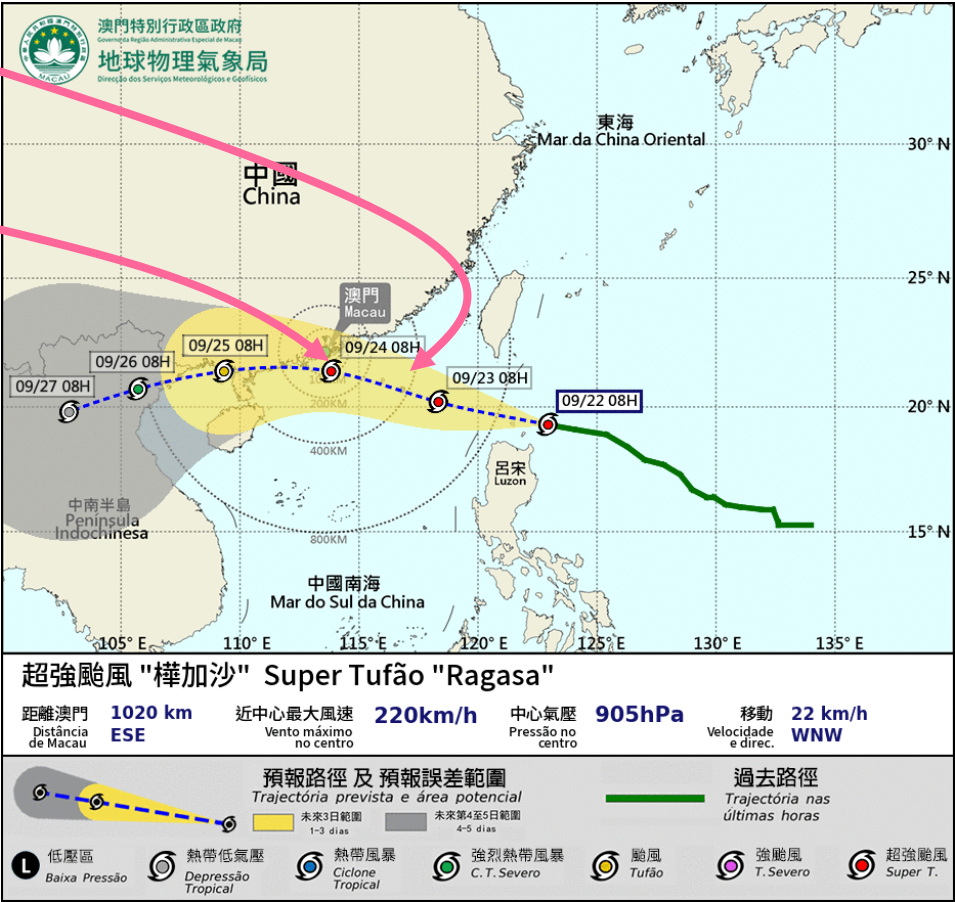 澳門特別行政區政府
Governo da Região Administrativa Especial de Macau
地球物理氣象局
Direcção dos Serviços Meteorológicos e Geofísicos
MACAU
東海
Mar da China Oriental
30° N
中國
China
25° N
澳門
Macau
09/25 08H
09/24 08H
09/26 08H
09/23 08H
09/27 08H
100KM
09/22 08H
20° N
200KM
400KM
呂宋
Luzon
中南半島
Península
Indochinesa
15° N
800KM
中國南海
Mar do Sul da China
105° E
110° E
115° E
120° E
125° E
130° E
135° E
超強颱風 "樺加沙" Super Tufão "Ragasa"
距離澳門 1020 km 近中心最大風速 220km/h 中心氣壓 905hPa 移動 22 km/h
Distância de Macau ESE Vento máximo no centro Pressão no centro Velocidade e direc. WNW
預報路徑 及 預報誤差範圍
Trajectória prevista e área potencial
未來3日範圍
1-3 dias
未來第4至5日範圍
4-5 dias
過去路徑
Trajectória nas
últimas horas
L 低壓區
Baixa Pressão
熱帶低氣壓
Depressão
Tropical
熱帶風暴
Ciclone
Tropical
強烈熱帶風暴
C.T.Severo
颱風
Tufão
強颱風
T.Severo
超強颱風
Super T.